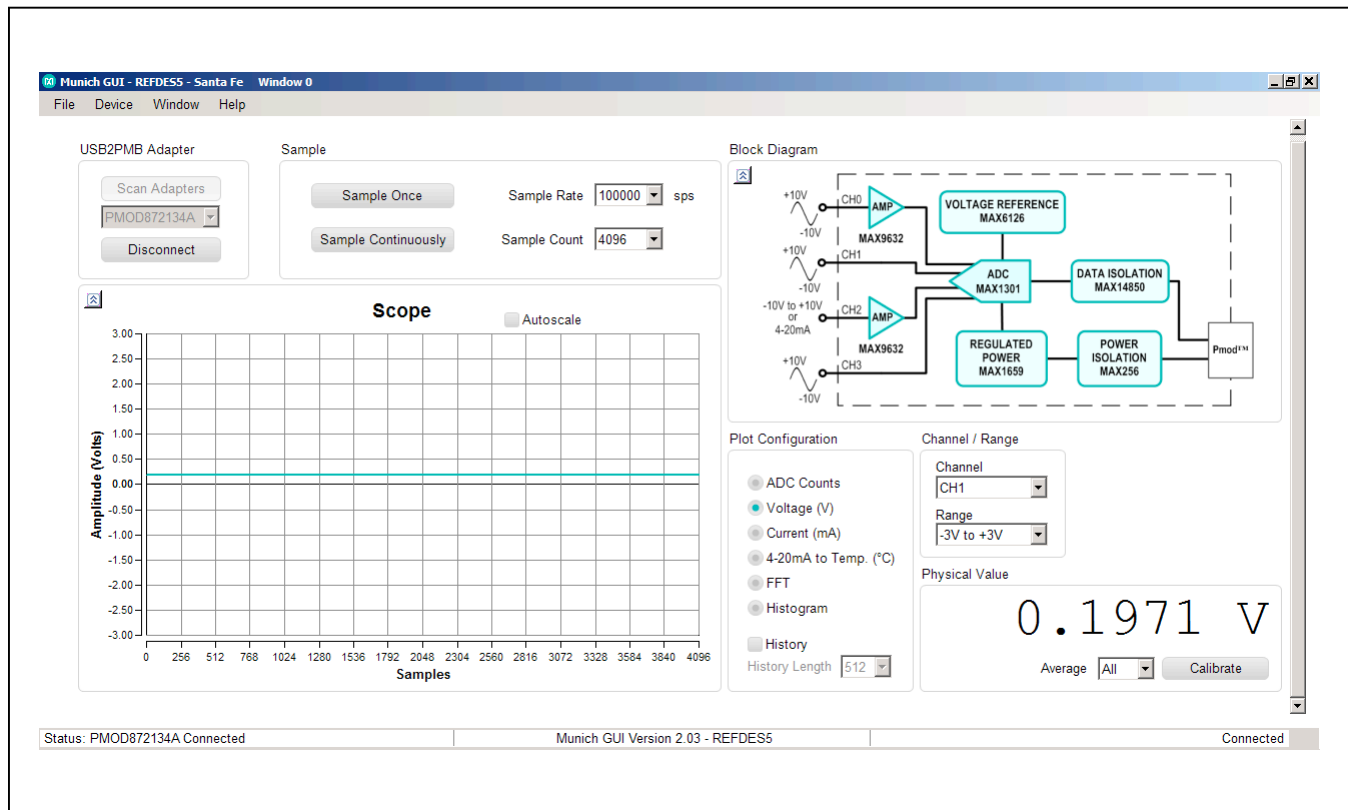 Munich GUI - REFDES5 - Santa Fe Window 0
File Device Window Help
USB2PMB Adapter
Scan Adapters
PMOD872134A
Disconnect
Sample
Sample Once
Sample Rate 100000 sps
Sample Continuously
Sample Count 4096
Scope
Autoscale
3.00
2.50
2.00
1.50
1.00
0.50
0.00
-0.50
-1.00
-1.50
-2.00
-2.50
-3.00
Amplitude (Volts)
0 256 512 768 1024 1280 1536 1792 2048 2304 2560 2816 3072 3328 3584 3840 4096
Samples
Block Diagram
+10V
-10V
CH0
AMP
MAX9632
+10V
-10V
CH1
-10V to +10V
or
4-20mA
CH2
AMP
MAX9632
+10V
-10V
CH3
VOLTAGE REFERENCE
MAX6126
ADC
MAX1301
DATA ISOLATION
MAX14850
REGULATED
POWER
MAX1659
POWER
ISOLATION
MAX256
Pmod™
Plot Configuration
ADC Counts
Voltage (V)
Current (mA)
4-20mA to Temp. (°C)
FFT
Histogram
History
History Length 512
Channel / Range
Channel
CH1
Range
-3V to +3V
Physical Value
0.1971 V
Average All Calibrate
Status: PMOD872134A Connected
Munich GUI Version 2.03 - REFDES5
Connected